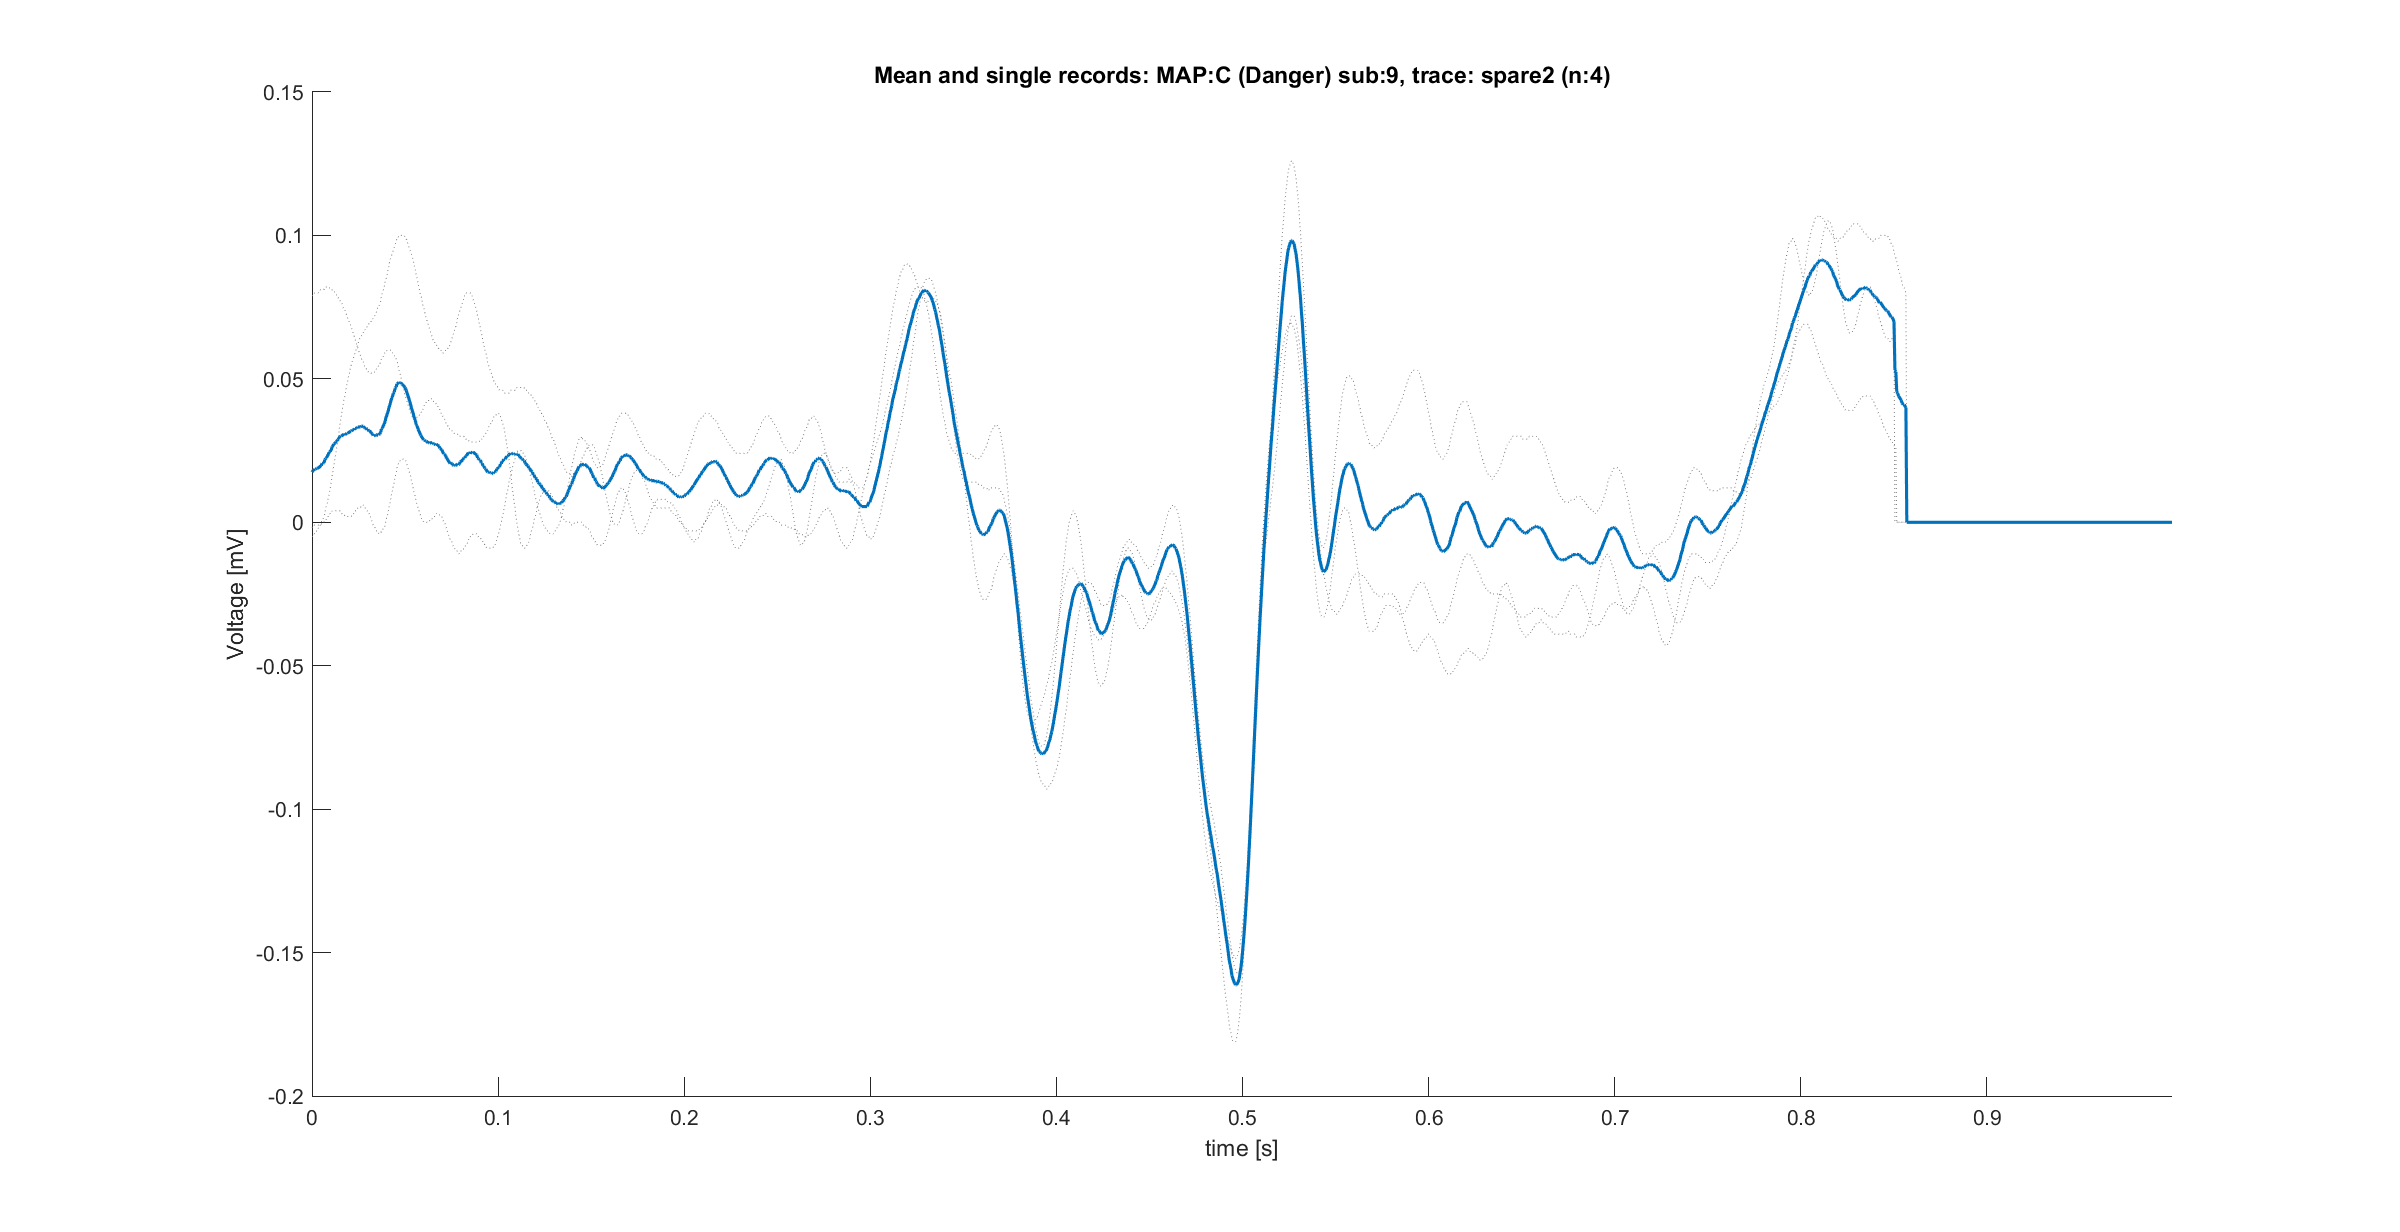 Mean and single records: MAP:C (Danger) sub:9, trace: spare2 (n:4)
0.15
0.1
0.05
0
-0.05
-0.1
-0.15
-0.2
Voltage [mV]
0 0.1 0.2 0.3 0.4 0.5 0.6 0.7 0.8 0.9
time [s]